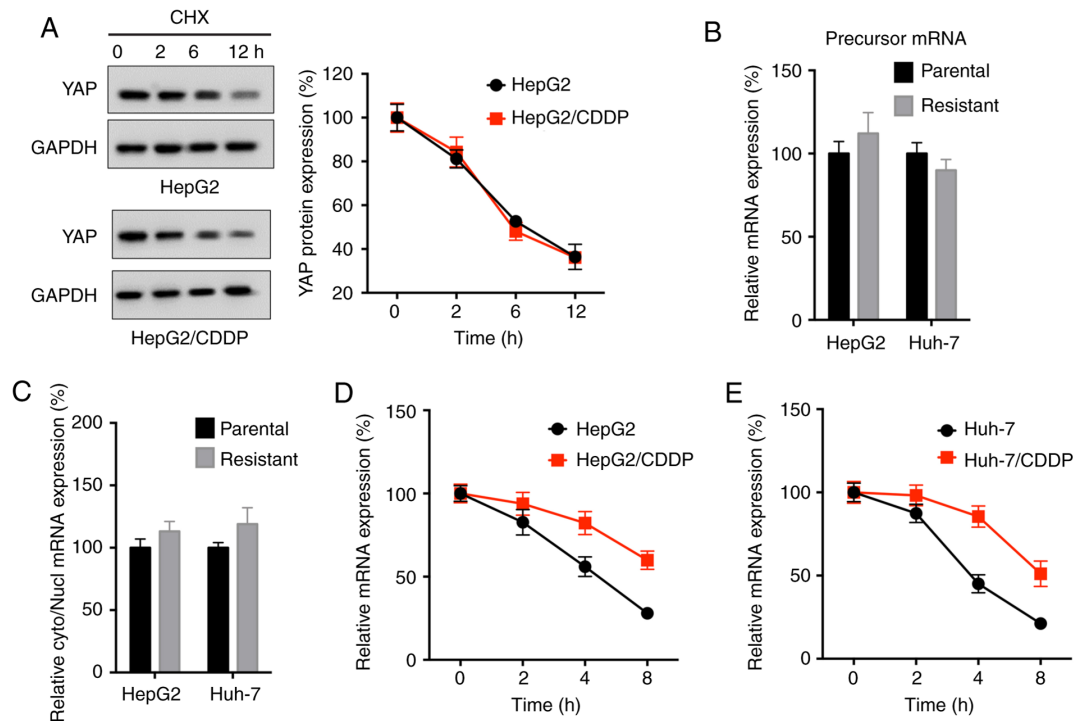 A
CHX
0 2 6 12 h
YAP
GAPDH
HepG2
YAP
GAPDH
HepG2/CDDP
YAP protein expression (%)
120
100
80
60
40
20
0 2 6 12
Time (h)
HepG2
HepG2/CDDP
B
Precursor mRNA
Parental
Resistant
Relative mRNA expression (%)
150
100
50
0
HepG2 Huh-7
C
Relative cyto/Nucl mRNA expression (%)
200
150
100
50
0
Parental
Resistant
HepG2 Huh-7
D
Relative mRNA expression (%)
150
100
50
0
HepG2
HepG2/CDDP
0 2 4 8
Time (h)
E
Relative mRNA expression (%)
150
100
50
0
Huh-7
Huh-7/CDDP
0 2 4 8
Time (h)